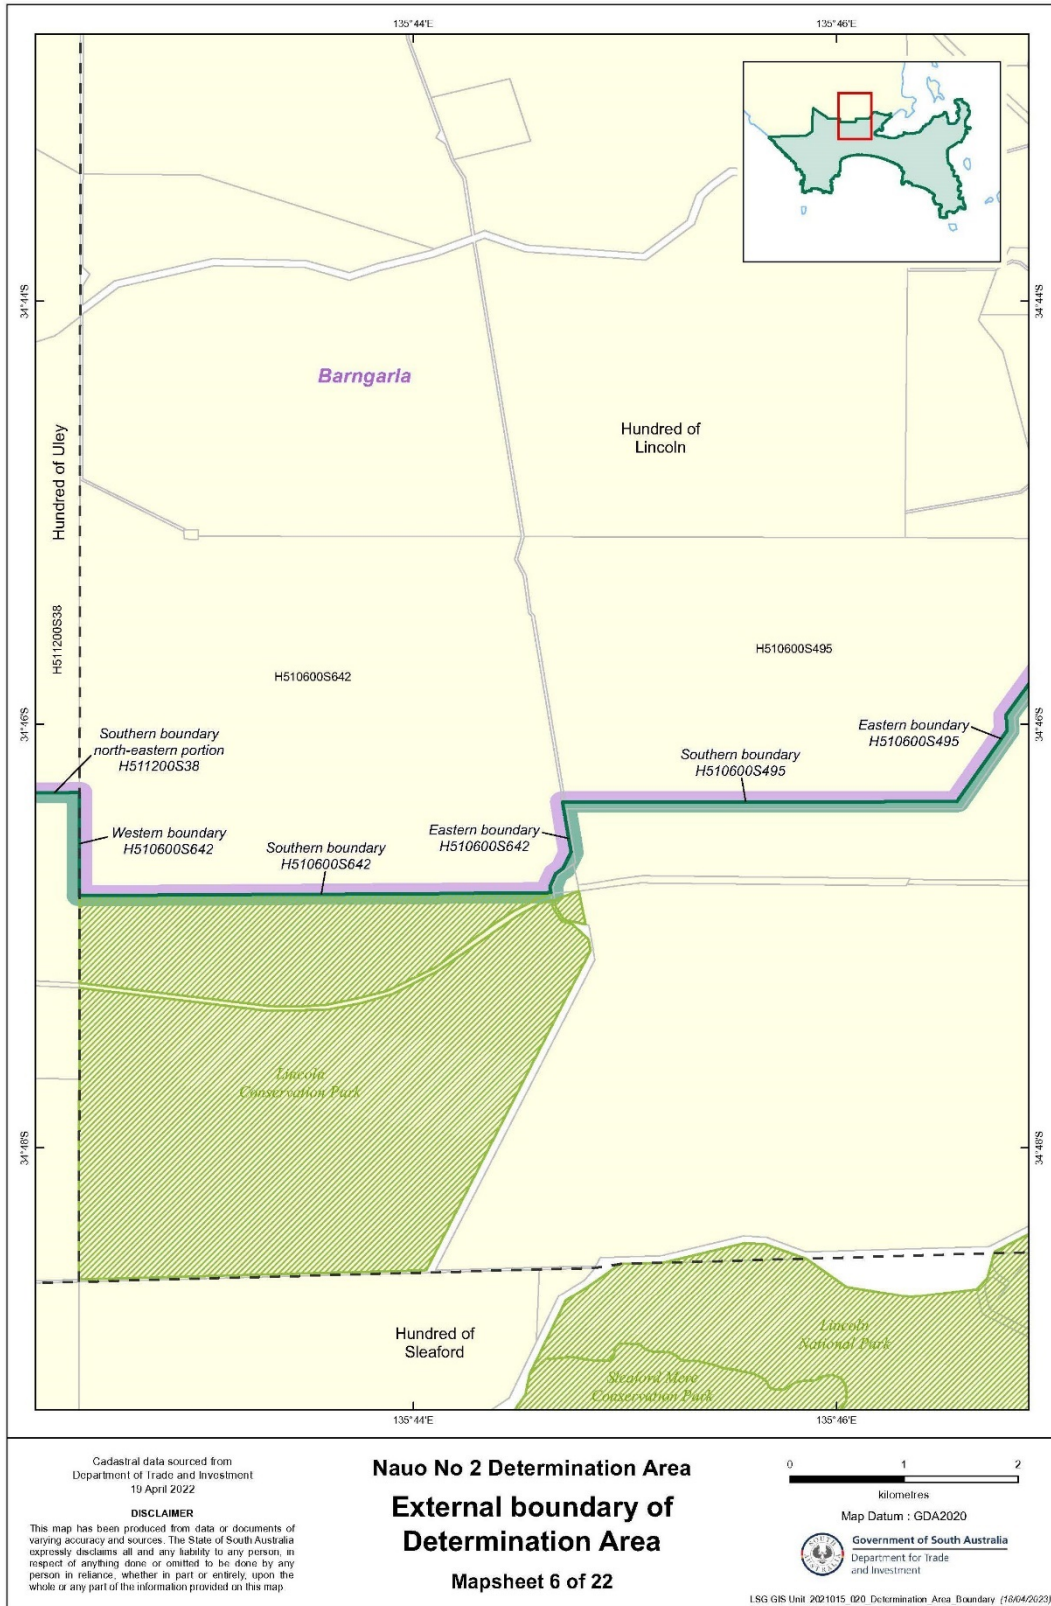 135°44'E
135°46'E
34°44'S
34°44'S
Barngarla
Hundred of Uley
Hundred of
Lincoln
H511200S38
H510600S642
H510600S495
34°46'S
34°46'S
Southern boundary
north-eastern portion
H511200S38
Eastern boundary
H510600S495
Southern boundary
H510600S495
Western boundary
H510600S642
Southern boundary
H510600S642
Eastern boundary
H510600S642
Lincoln
Conservation Park
34°48'S
34°48'S
Hundred of
Sleaford
Lincoln
National Park
Sleaford Mere
Conservation Park
135°44'E
135°46'E
Cadastral data sourced from
Department of Trade and Investment
19 April 2022
DISCLAIMER
This map has been produced from data or documents of
varying accuracy and sources. The State of South Australia
expressly disclaims all and any liability to any person, in
respect of anything done or omitted to be done by any
person in reliance, whether in part or entirely, upon the
whole or any part of the information provided on this map
Nauo No 2 Determination Area
External boundary of
Determination Area
Mapsheet 6 of 22
0 1 2
kilometres
Map Datum : GDA2020
SOUTH
AUSTRALIA
Government of South Australia
Department for Trade
and Investment
LSG GIS Unit 2021015_020_Determination_Area_Boundary (16/04/2023)